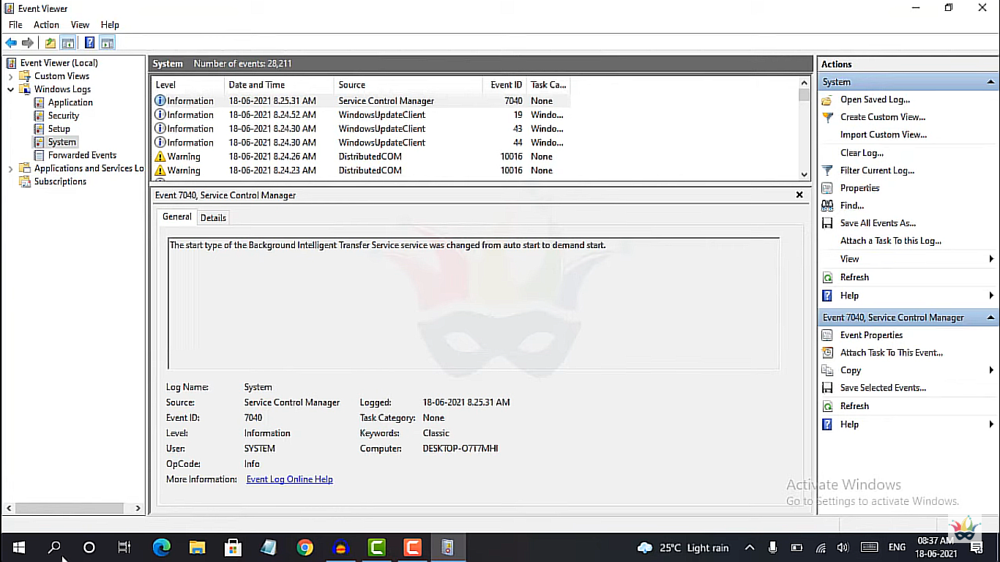 Event Viewer
File Action View Help
Event Viewer (Local)
Custom Views
Windows Logs
Application
Security
Setup
System
Forwarded Events
Applications and Services Lo
Subscriptions
System Number of events: 28,211
Level Date and Time Source Event ID Task Ca...
Information 18-06-2021 8.25.31 AM Service Control Manager 7040 None
Information 18-06-2021 8.24.52 AM WindowsUpdateClient 19 Windo...
Information 18-06-2021 8.24.30 AM WindowsUpdateClient 43 Windo...
Information 18-06-2021 8.24.30 AM WindowsUpdateClient 44 Windo...
Warning 18-06-2021 8.24.26 AM DistributedCOM 10016 None
Warning 18-06-2021 8.24.23 AM DistributedCOM 10016 None
Event 7040, Service Control Manager
General Details
The start type of the Background Intelligent Transfer Service service was changed from auto start to demand start.
Log Name: System
Source: Service Control Manager Logged: 18-06-2021 8.25.31 AM
Event ID: 7040 Task Category: None
Level: Information Keywords: Classic
User: SYSTEM Computer: DESKTOP-O7T7MHI
OpCode: Info
More Information: Event Log Online Help
Actions
System
Open Saved Log...
Create Custom View...
Import Custom View...
Clear Log...
Filter Current Log...
Properties
Find...
Save All Events As...
Attach a Task To this Log...
View
Refresh
Help
Event 7040, Service Control Manager
Event Properties
Attach Task To This Event...
Copy
Save Selected Events...
Refresh
Help
Activate Windows
Go to Settings to activate Windows.
25°C Light rain ENG 08:37 AM
18-06-2021